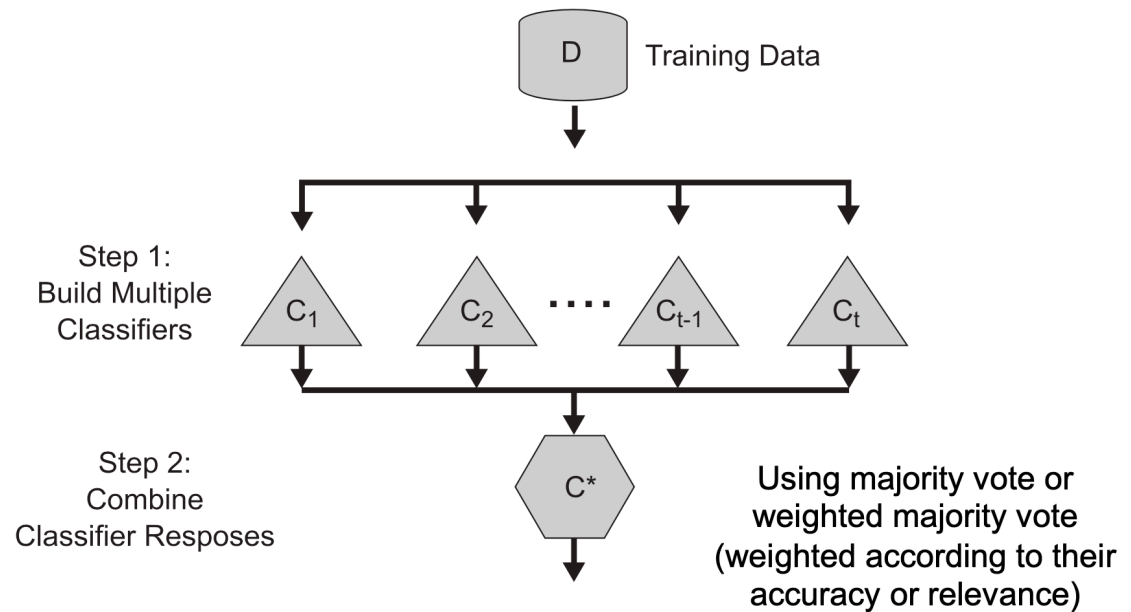 D
Training Data
Step 1:
Build Multiple
Classifiers
C1
C2
....
Ct-1
Ct
Step 2:
Combine
Classifier Resposes
C*
Using majority vote or
weighted majority vote
(weighted according to their
accuracy or relevance)